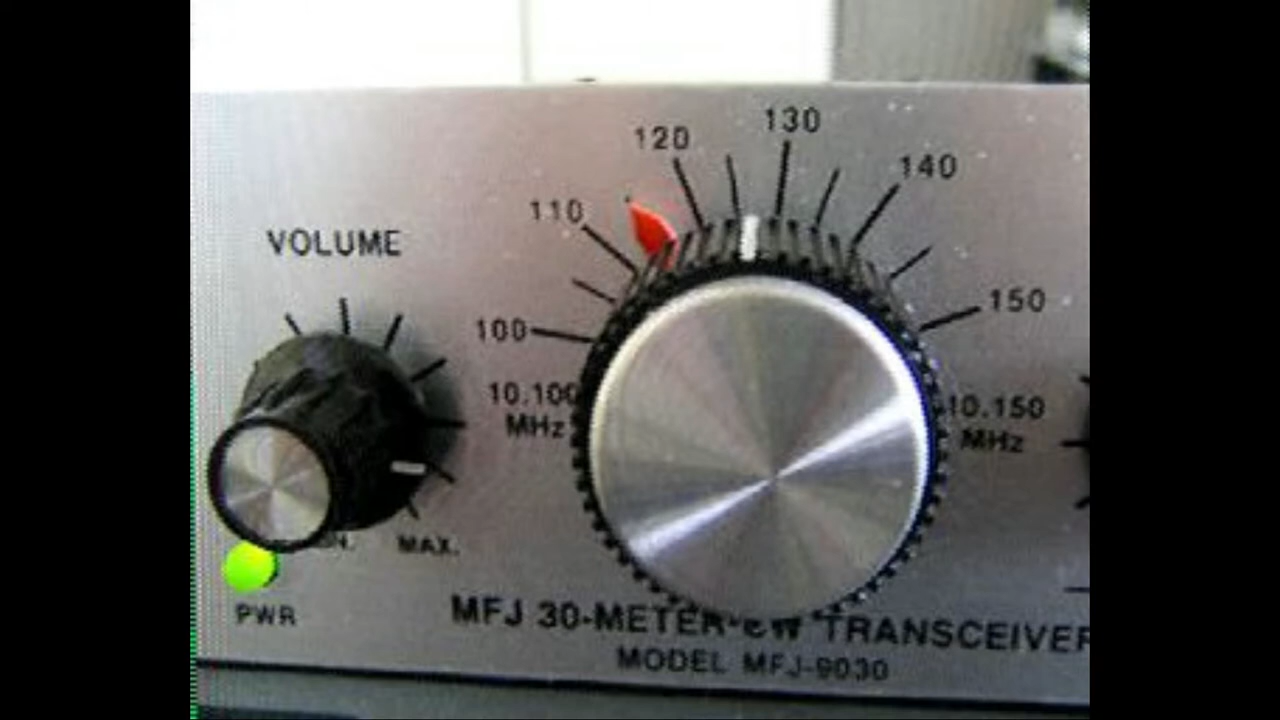 130
120
140
110
VOLUME
150
100
10.100
MHz
10.150
MHz
MAX.
PWR
MFJ 30-METER-CW TRANSCEIVER
MODEL MFJ-9030